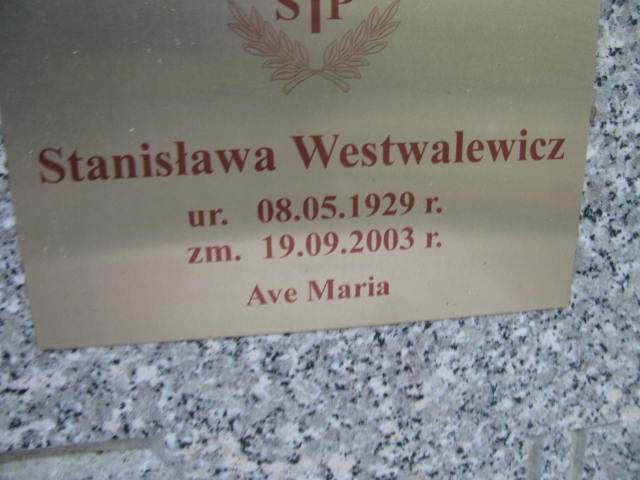 Ś†P
Stanisława Westwalewicz
ur. 08.05.1929 r.
zm. 19.09.2003 r.
Ave Maria